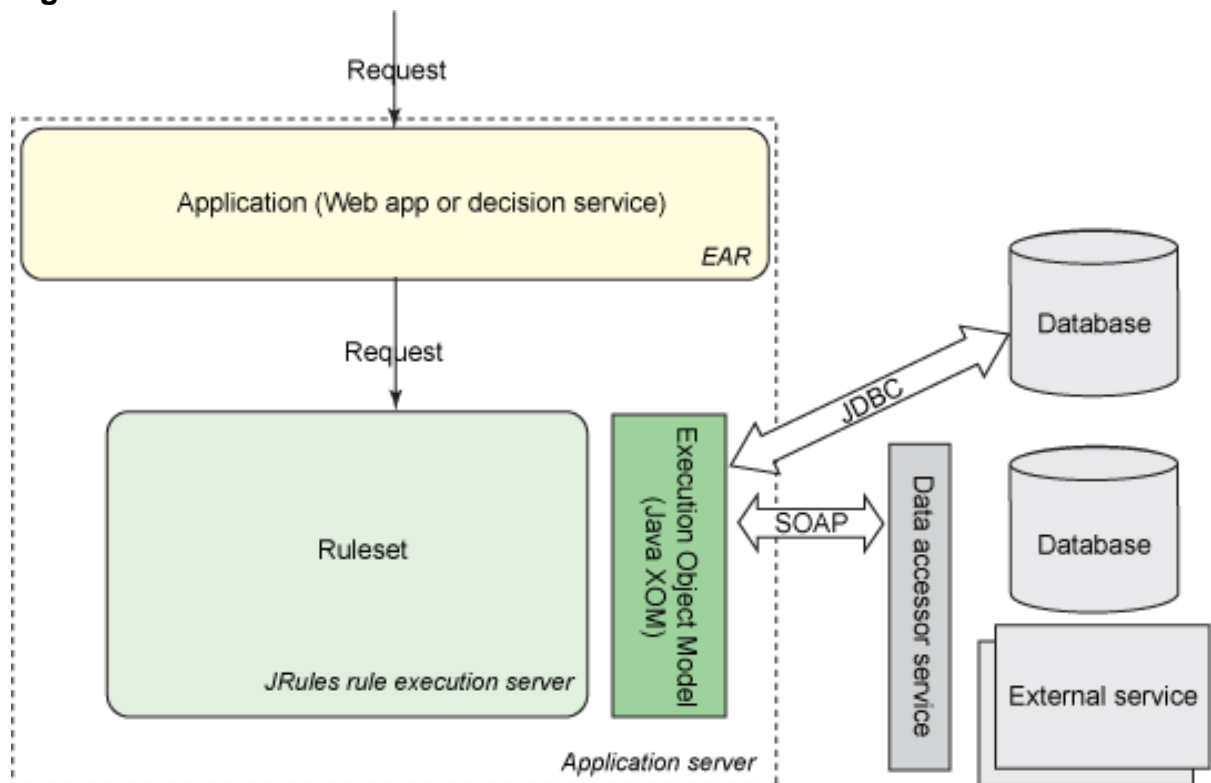 Request
Application (Web app or decision service)
EAR
Request
Database
JDBC
Ruleset
JRules rule execution server
Execution Object Model
(Java XOM)
SOAP
Data accessor service
Database
External service
Application server